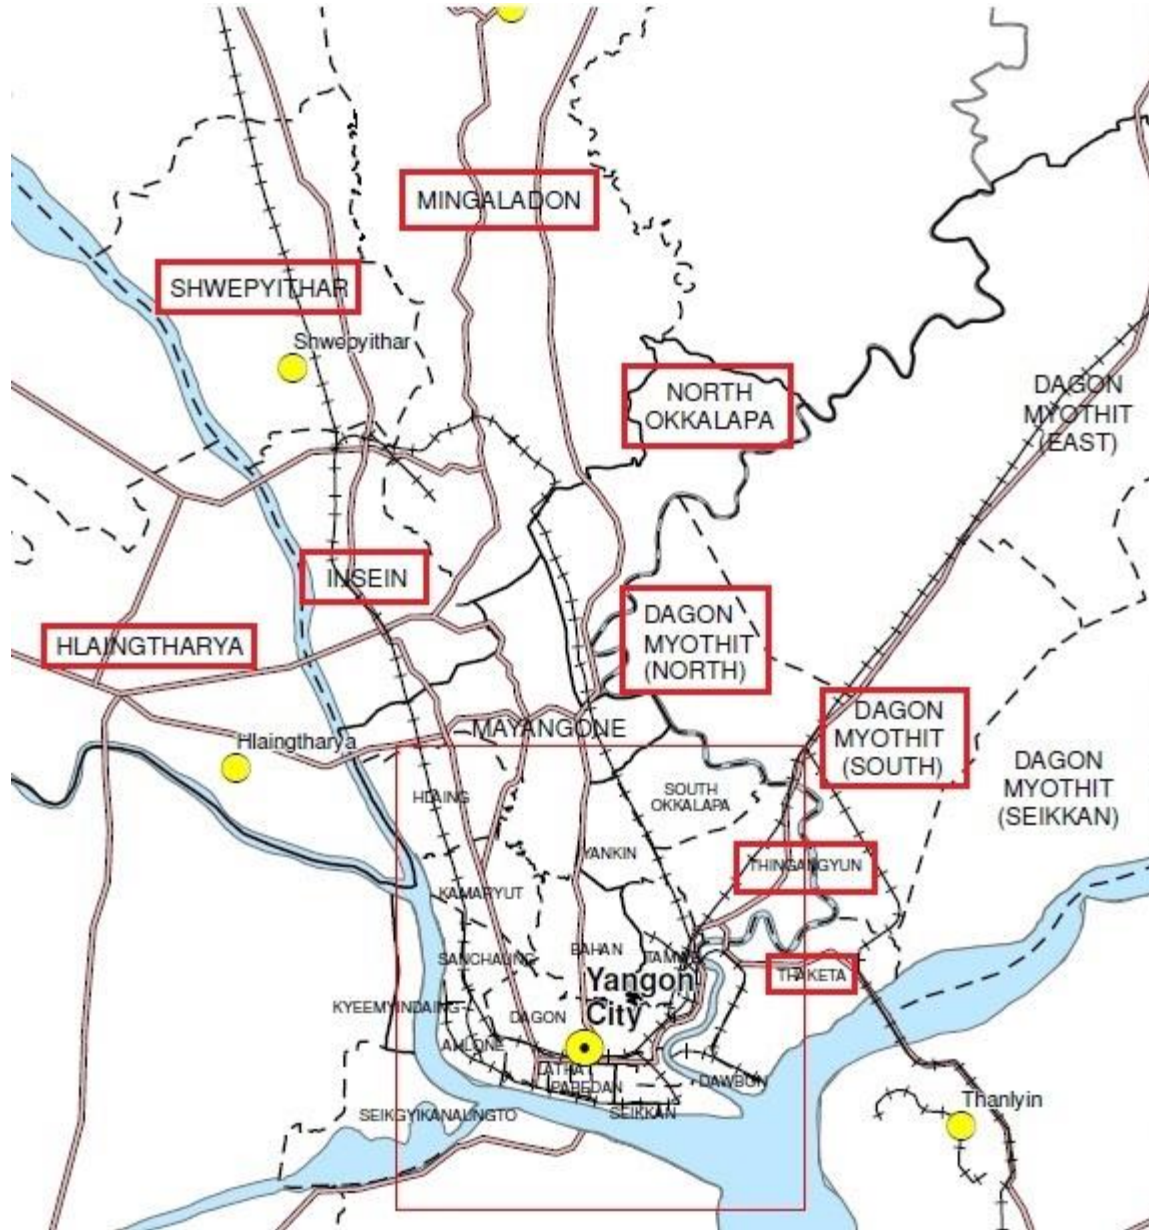 MINGALADON
SHWEPYITHAR
Shwepyithar
NORTH
OKKALAPA
DAGON
MYOTHIT
(EAST)
INSEIN
HLAINGTHARYA
DAGON
MYOTHIT
(NORTH)
DAGON
MYOTHIT
(SOUTH)
MAYANGONE
Hlaingtharya
DAGON
MYOTHIT
(SEIKKAN)
HLAING
SOUTH
OKKALAPA
YANKIN
THINGANGYUN
KAMARYUT
BAHAN
SANCHAUNG
THAKETA
Yangon
City
KYEEMYINDAING
DAGON
AHLONE
LATHA
PABEDAN
DAWBON
SEIKKAN
SEIKGYIKANAUNGTO
Thanlyin